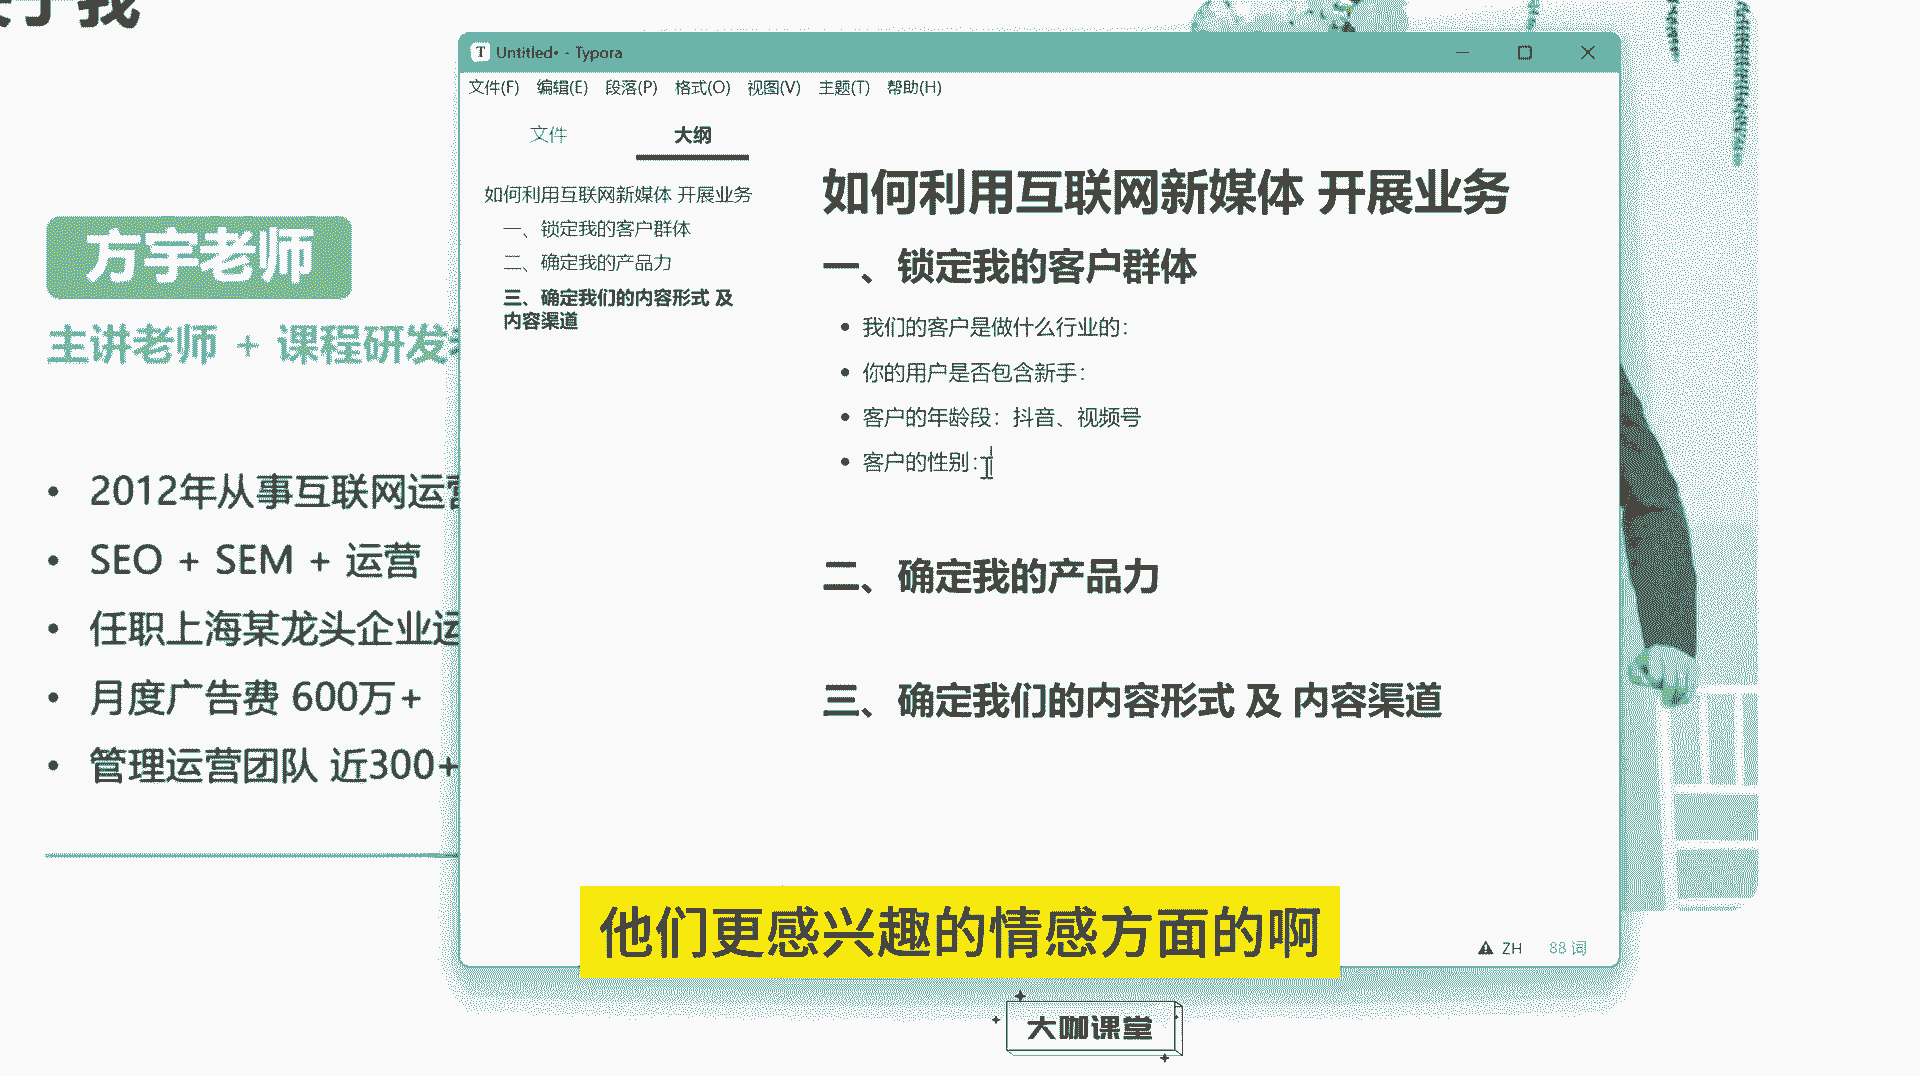 关于我
方宇老师
主讲老师 + 课程研发
2012年从事互联网运营
SEO + SEM + 运营
任职上海某龙头企业运
月度广告费 600万+
管理运营团队 近300+
T Untitled• - Typora
文件(F) 编辑(E) 段落(P) 格式(O) 视图(V) 主题(T) 帮助(H)
文件 大纲
如何利用互联网新媒体 开展业务
一、锁定我的客户群体
二、确定我的产品力
三、确定我们的内容形式 及
内容渠道
如何利用互联网新媒体 开展业务
一、锁定我的客户群体
我们的客户是做什么行业的：
你的用户是否包含新手：
客户的年龄段：抖音、视频号
客户的性别：
二、确定我的产品力
三、确定我们的内容形式 及 内容渠道
ZH 88 词
他们更感兴趣的情感方面的啊
大咖课堂